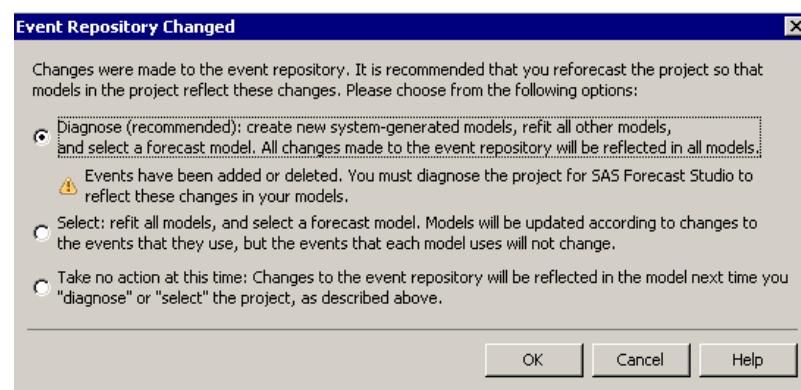 Event Repository Changed
Changes were made to the event repository. It is recommended that you reforecast the project so that
models in the project reflect these changes. Please choose from the following options:
Diagnose (recommended): create new system-generated models, refit all other models,
and select a forecast model. All changes made to the event repository will be reflected in all models.
Events have been added or deleted. You must diagnose the project for SAS Forecast Studio to
reflect these changes in your models.
Select: refit all models, and select a forecast model. Models will be updated according to changes to
the events that they use, but the events that each model uses will not change.
Take no action at this time: Changes to the event repository will be reflected in the model next time you
"diagnose" or "select" the project, as described above.
OK
Cancel
Help